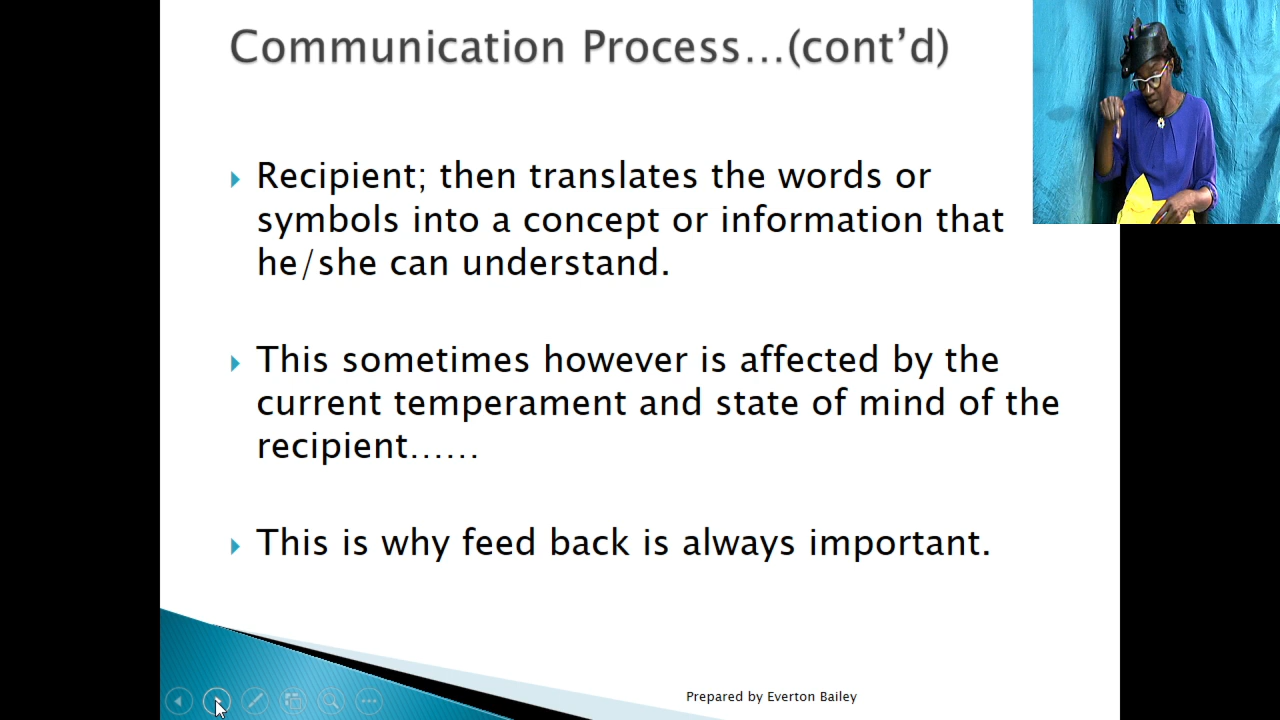 Communication Process...(cont'd)
Recipient; then translates the words or
symbols into a concept or information that
he/she can understand.
This sometimes however is affected by the
current temperament and state of mind of the
recipient......
This is why feed back is always important.
Prepared by Everton Bailey